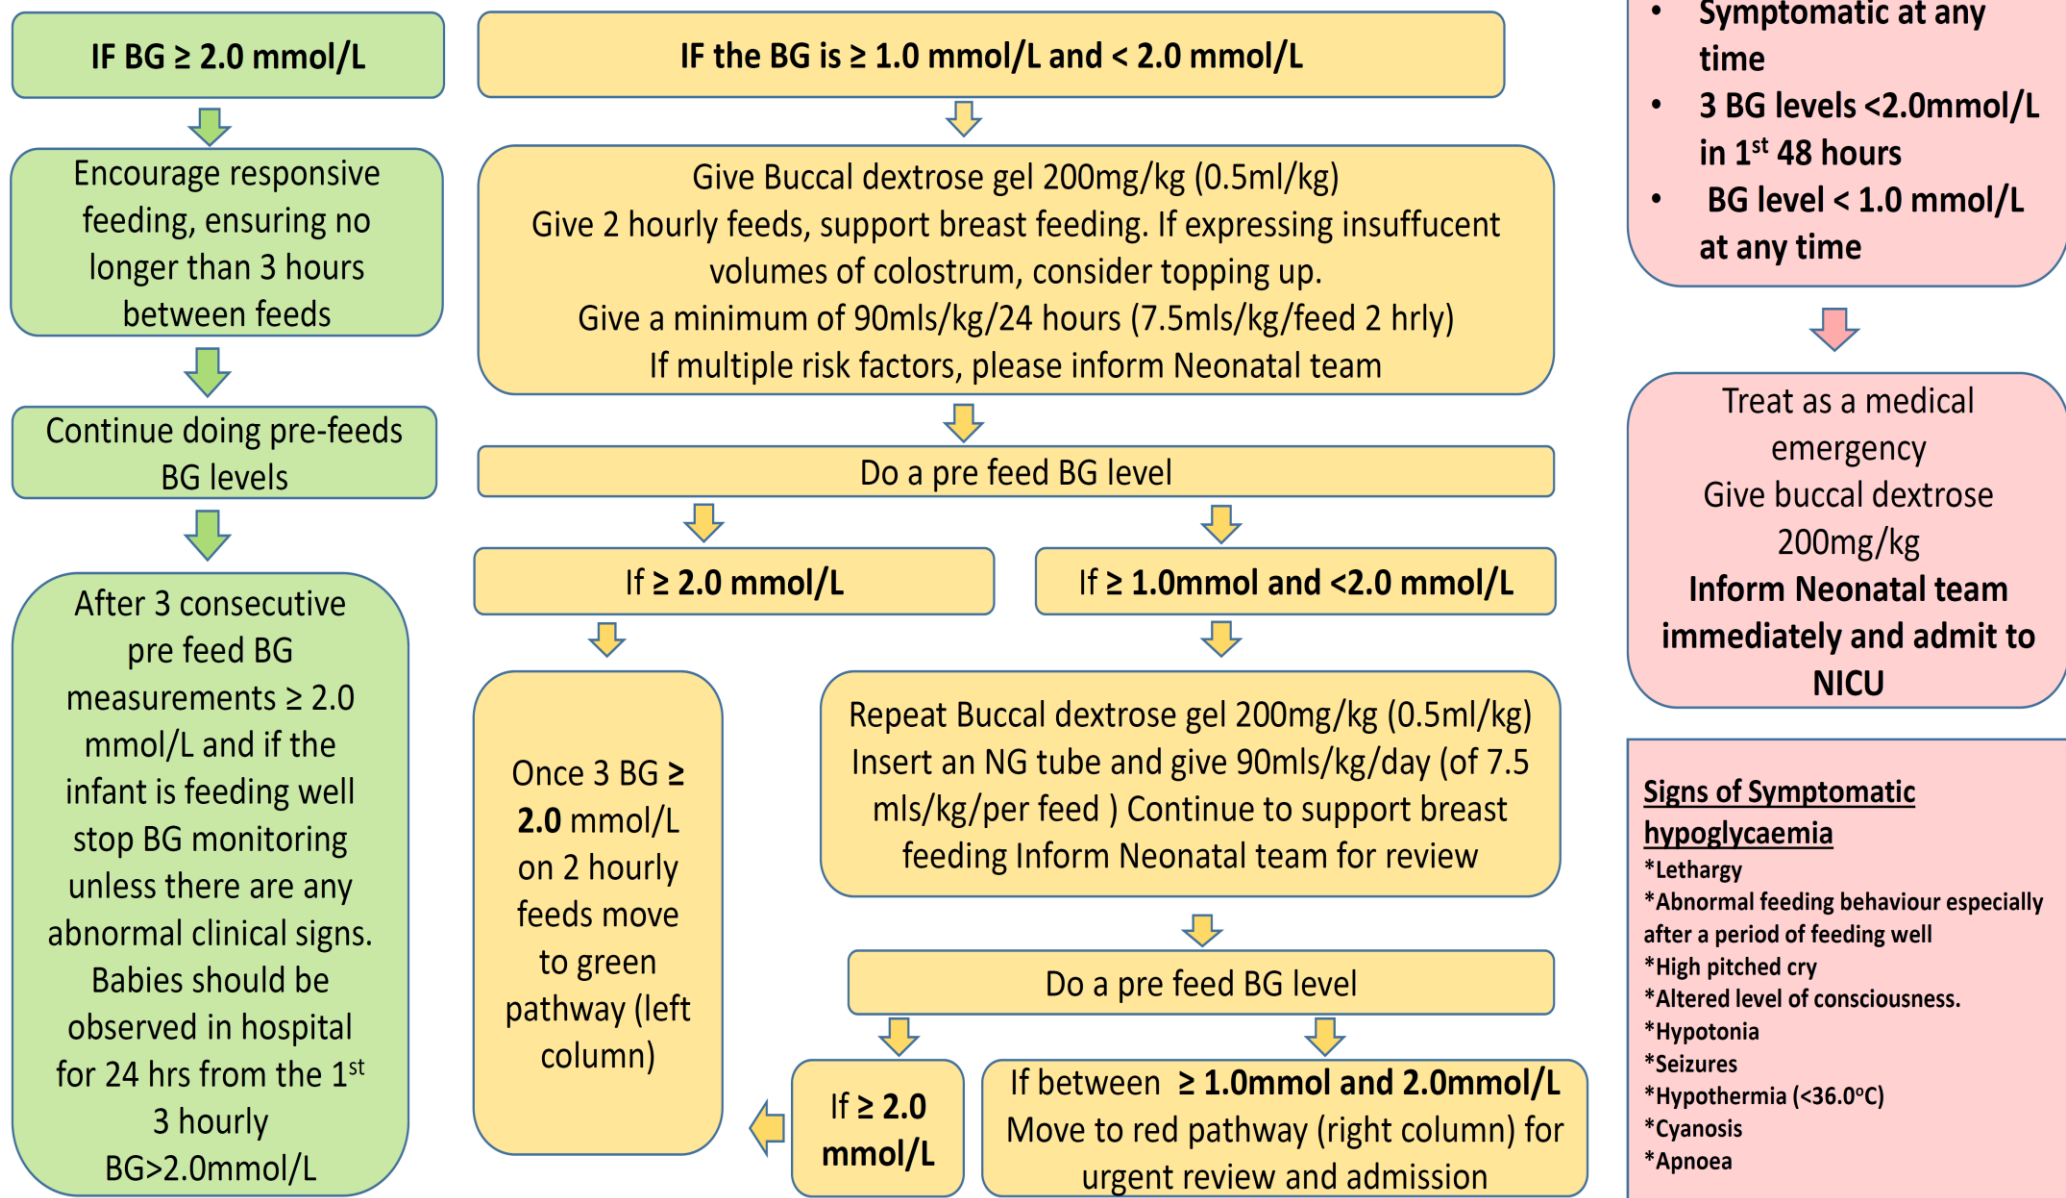 IF BG ≥ 2.0 mmol/L
Encourage responsive
feeding, ensuring no
longer than 3 hours
between feeds
Continue doing pre-feeds
BG levels
After 3 consecutive
pre feed BG
measurements ≥ 2.0
mmol/L and if the
infant is feeding well
stop BG monitoring
unless there are any
abnormal clinical signs.
Babies should be
observed in hospital
for 24 hrs from the 1st
3 hourly
BG>2.0mmol/L
IF the BG is ≥ 1.0 mmol/L and < 2.0 mmol/L
Give Buccal dextrose gel 200mg/kg (0.5ml/kg)
Give 2 hourly feeds, support breast feeding. If expressing insuffucent
volumes of colostrum, consider topping up.
Give a minimum of 90mls/kg/24 hours (7.5mls/kg/feed 2 hrly)
If multiple risk factors, please inform Neonatal team
Do a pre feed BG level
If ≥ 2.0 mmol/L
If ≥ 1.0mmol and <2.0 mmol/L
Once 3 BG ≥
2.0 mmol/L
on 2 hourly
feeds move
to green
pathway (left
column)
Repeat Buccal dextrose gel 200mg/kg (0.5ml/kg)
Insert an NG tube and give 90mls/kg/day (of 7.5
mls/kg/per feed ) Continue to support breast
feeding Inform Neonatal team for review
Do a pre feed BG level
If ≥ 2.0
mmol/L
If between ≥ 1.0mmol and 2.0mmol/L
Move to red pathway (right column) for
urgent review and admission
• Symptomatic at any
time
• 3 BG levels <2.0mmol/L
in 1st 48 hours
• BG level < 1.0 mmol/L
at any time
Treat as a medical
emergency
Give buccal dextrose
200mg/kg
Inform Neonatal team
immediately and admit to
NICU
Signs of Symptomatic
hypoglycaemia
*Lethargy
*Abnormal feeding behaviour especially
after a period of feeding well
*High pitched cry
*Altered level of consciousness.
*Hypotonia
*Seizures
*Hypothermia (<36.0°C)
*Cyanosis
*Apnoea